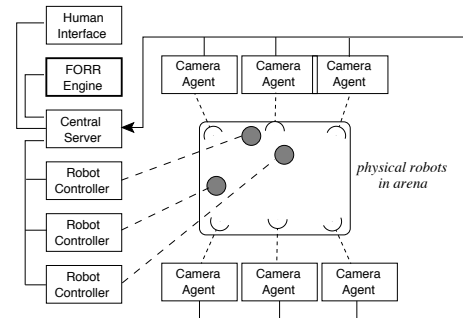 Human
Interface
FORR
Engine
Central
Server
Robot
Controller
Robot
Controller
Robot
Controller
Camera
Agent
Camera
Agent
Camera
Agent
physical robots
in arena
Camera
Agent
Camera
Agent
Camera
Agent